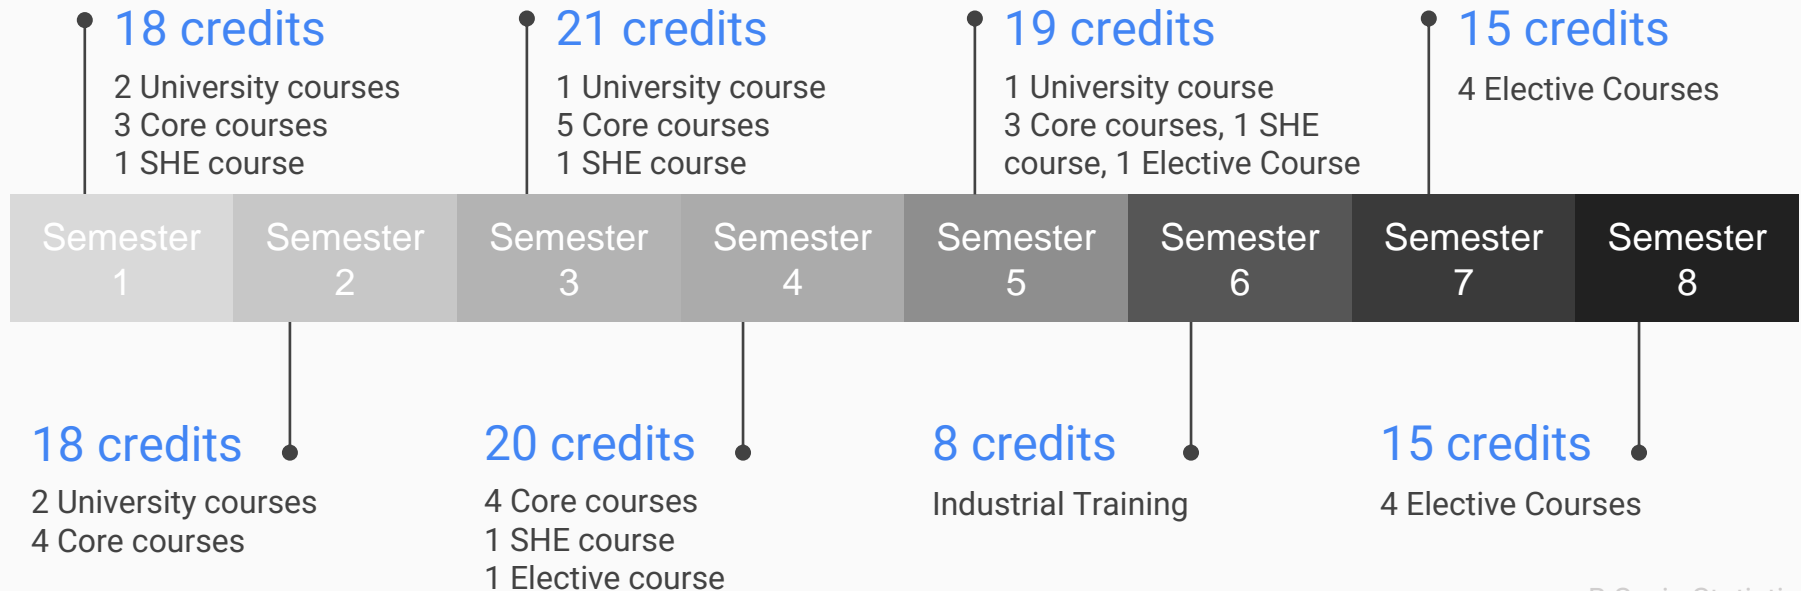 18 credits
2 University courses
3 Core courses
1 SHE course
21 credits
1 University course
5 Core courses
1 SHE course
19 credits
1 University course
3 Core courses, 1 SHE
course, 1 Elective Course
15 credits
4 Elective Courses
Semester
1
Semester
2
Semester
3
Semester
4
Semester
5
Semester
6
Semester
7
Semester
8
18 credits
2 University courses
4 Core courses
20 credits
4 Core courses
1 SHE course
1 Elective course
8 credits
Industrial Training
15 credits
4 Elective Courses